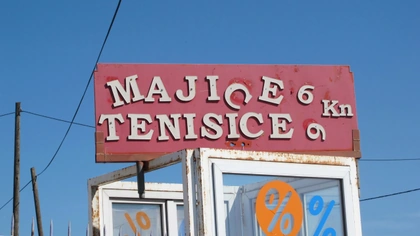 MAJICE 6 Kn
TENISICE 9
% %